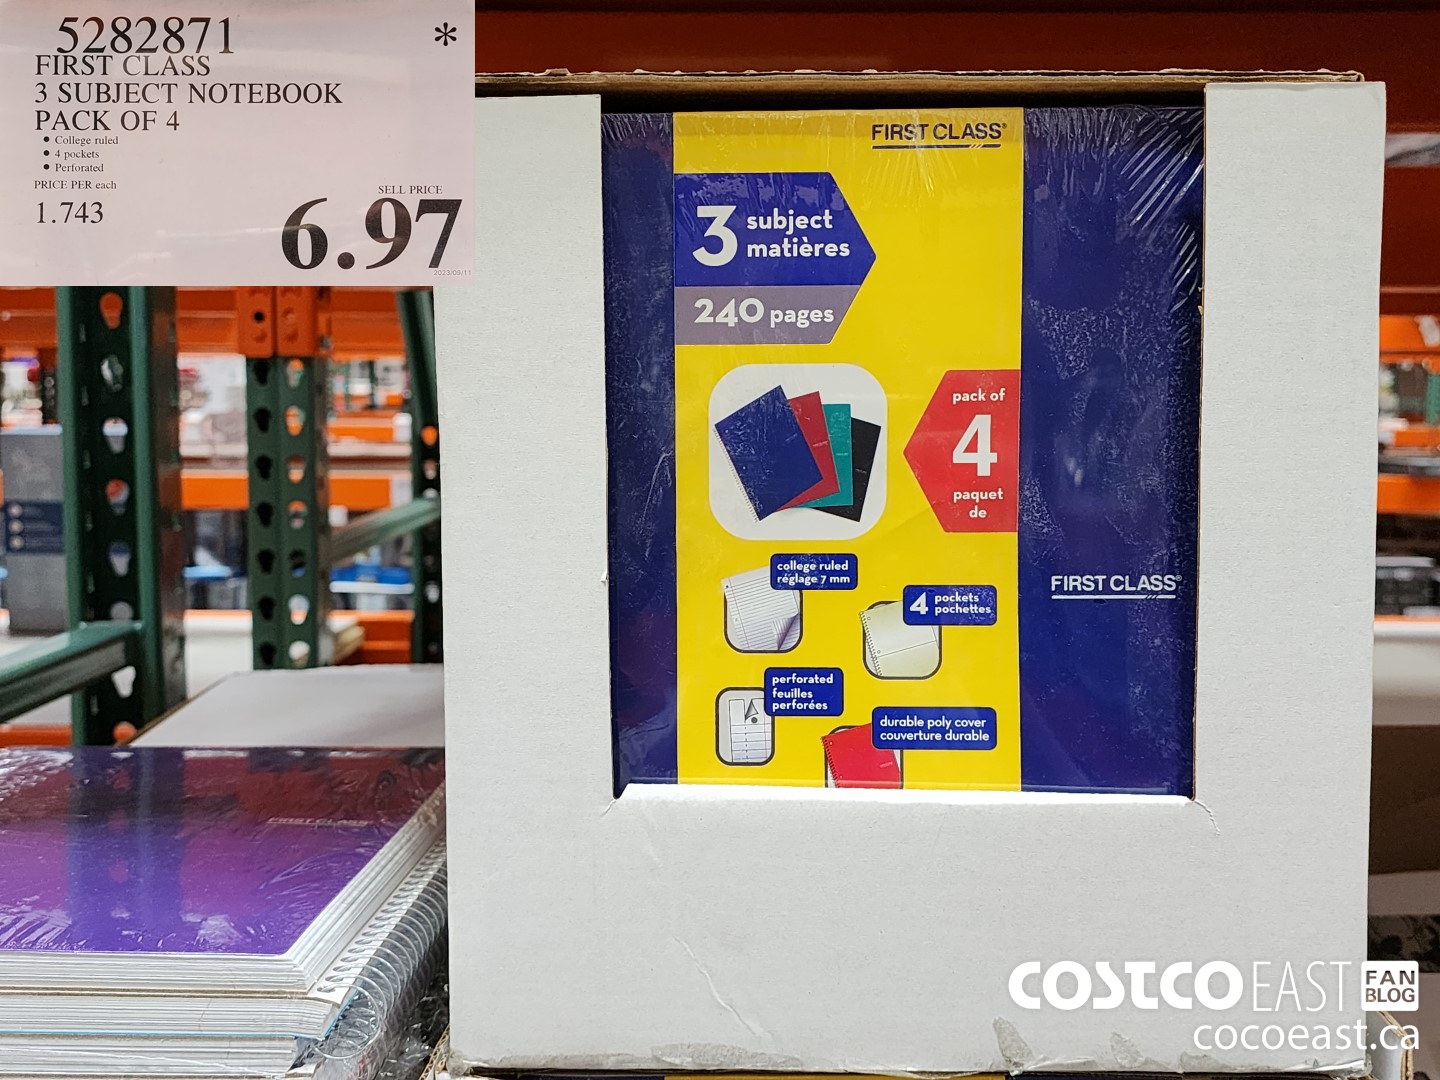 5282871 *
FIRST CLASS
3 SUBJECT NOTEBOOK
PACK OF 4
• College ruled
• 4 pockets
• Perforated
PRICE PER each
1.743
SELL PRICE
6.97
2023/09/11
FIRST CLASS®
3 subject
matières
240 pages
pack of
4
paquet
de
college ruled
réglage 7 mm
4 pockets
pochettes
perforated
feuilles
perforées
durable poly cover
couverture durable
FIRST CLASS®
FIRST CLASS
COSTCO EAST FAN
BLOG
cocoeast.ca